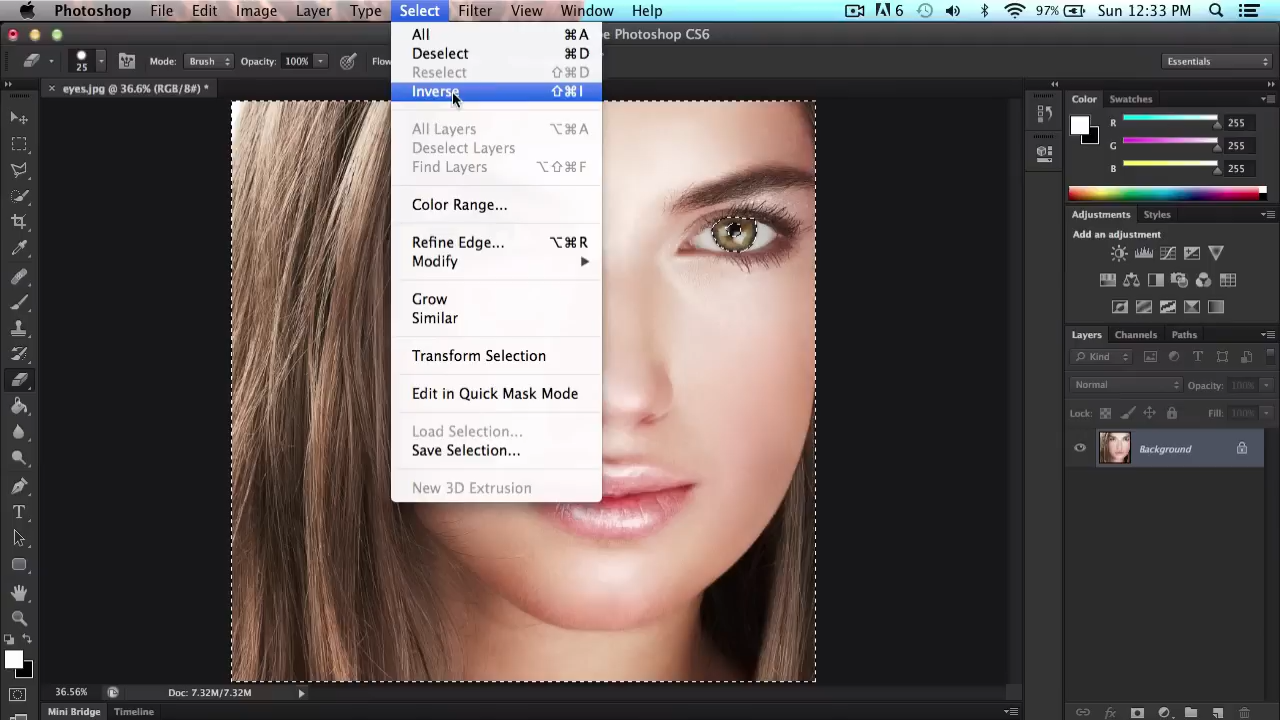 Photoshop File Edit Image Layer Type Select Filter View Window Help 6 97% Sun 12:33 PM
e Photoshop CS6
25 Mode: Brush Opacity: 100% Flow Essentials
× eyes.jpg @ 36.6% (RGB/8#) *
All ⌘A
Deselect ⌘D
Reselect ⇧⌘D
Inverse ⇧⌘I
All Layers ⌥⌘A
Deselect Layers
Find Layers ⌥⇧⌘F
Color Range...
Refine Edge... ⌥⌘R
Modify ▶
Grow
Similar
Transform Selection
Edit in Quick Mask Mode
Load Selection...
Save Selection...
New 3D Extrusion
Color Swatches
R 255
G 255
B 255
Adjustments Styles
Add an adjustment
Layers Channels Paths
Kind
Normal Opacity: 100%
Lock: Fill: 100%
Background
36.56% Doc: 7.32M/7.32M
Mini Bridge Timeline